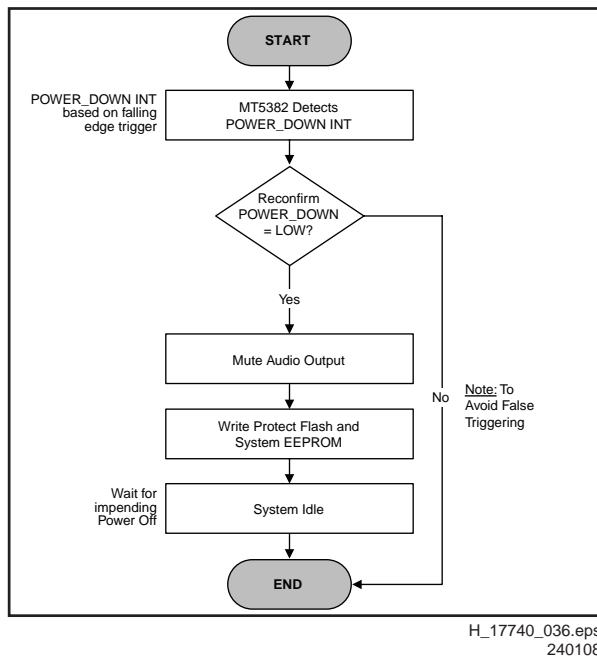 START
POWER_DOWN INT
based on falling
edge trigger
MT5382 Detects
POWER_DOWN INT
Reconfirm
POWER_DOWN
= LOW?
Yes
Mute Audio Output
No
Note: To
Avoid False
Triggering
Write Protect Flash and
System EEPROM
Wait for
impending
Power Off
System Idle
END
H_17740_036.eps
240108